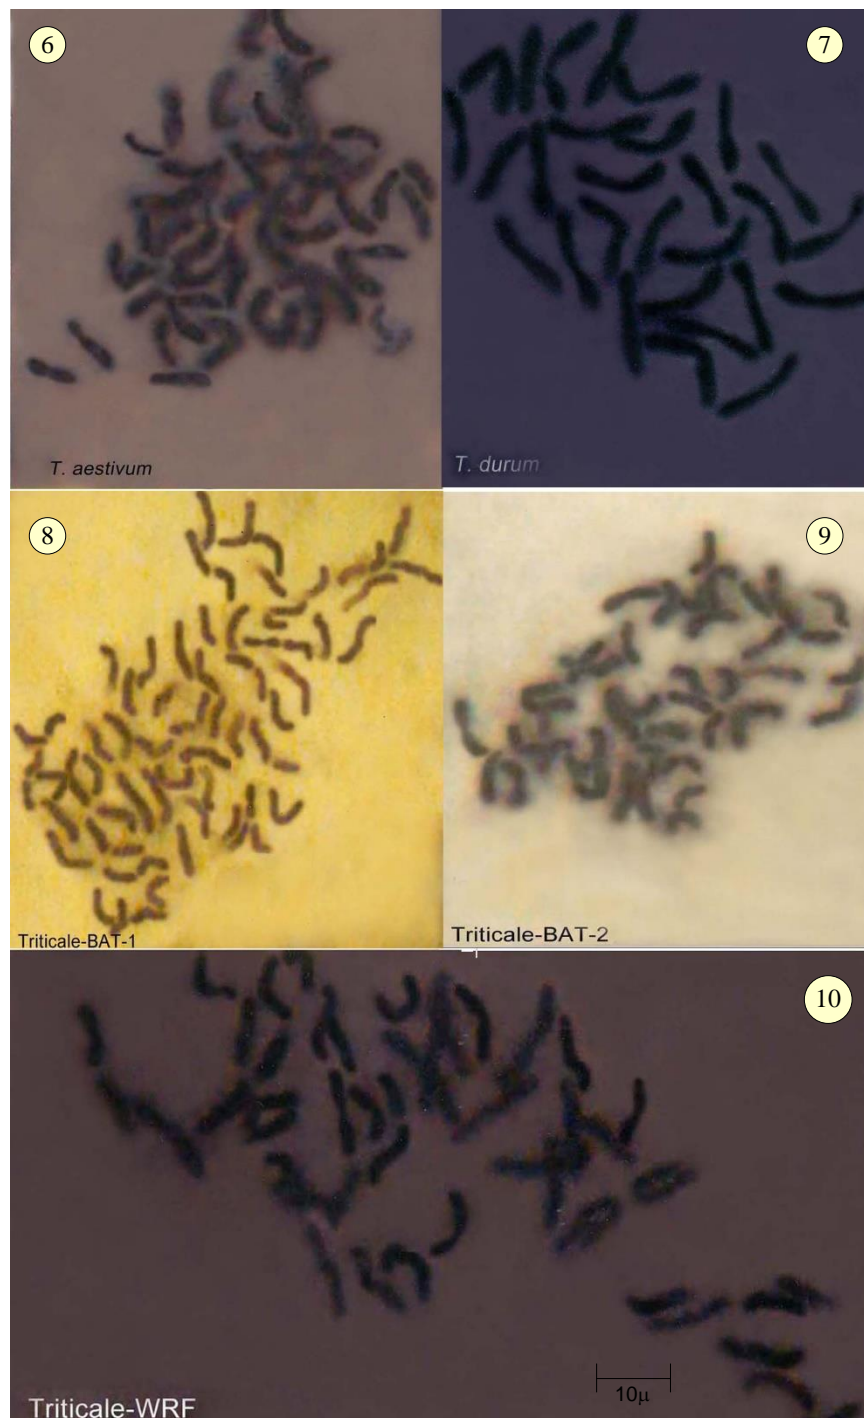 6
7
T. aestivum
T. durum
8
9
Triticale-BAT-1
Triticale-BAT-2
10
10µ
Triticale-WRF